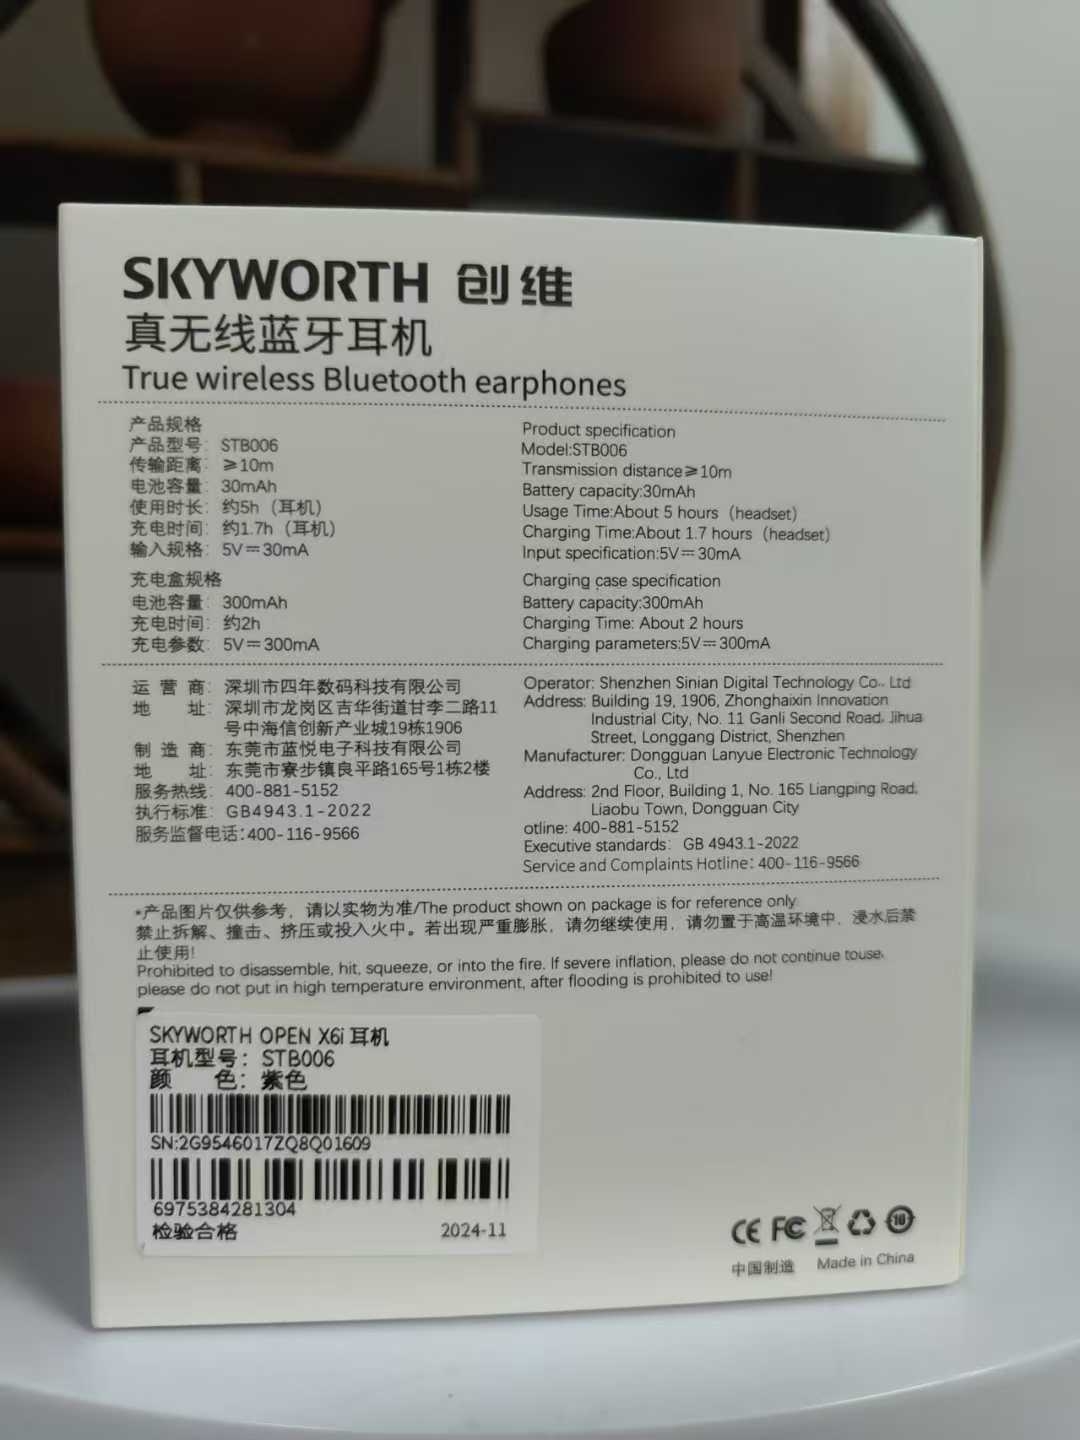 SKYWORTH 创维
真无线蓝牙耳机
True wireless Bluetooth earphones
产品规格
产品型号： STB006
传输距离： ≥10m
电池容量： 30mAh
使用时长： 约5h（耳机）
充电时间： 约1.7h（耳机）
输入规格： 5V⎓30mA
充电盒规格
电池容量： 300mAh
充电时间： 约2h
充电参数： 5V⎓300mA
Product specification
Model:STB006
Transmission distance≥10m
Battery capacity:30mAh
Usage Time:About 5 hours（headset）
Charging Time:About 1.7 hours（headset）
Input specification:5V⎓30mA
Charging case specification
Battery capacity:300mAh
Charging Time: About 2 hours
Charging parameters:5V⎓300mA
运 营 商： 深圳市四年数码科技有限公司
地 址： 深圳市龙岗区吉华街道甘李二路11
号中海信创新产业城19栋1906
制 造 商： 东莞市蓝悦电子科技有限公司
地 址： 东莞市寮步镇良平路165号1栋2楼
服务热线： 400-881-5152
执行标准： GB4943.1-2022
服务监督电话：400-116-9566
Operator: Shenzhen Sinian Digital Technology Co., Ltd
Address: Building 19, 1906, Zhonghaixin Innovation
Industrial City, No. 11 Ganli Second Road, Jihua
Street, Longgang District, Shenzhen
Manufacturer: Dongguan Lanyue Electronic Technology
Co., Ltd
Address: 2nd Floor, Building 1, No. 165 Liangping Road,
Liaobu Town, Dongguan City
otline: 400-881-5152
Executive standards: GB 4943.1-2022
Service and Complaints Hotline: 400-116-9566
*产品图片仅供参考，请以实物为准/The product shown on package is for reference only
禁止拆解、撞击、挤压或投入火中。若出现严重膨胀，请勿继续使用，请勿置于高温环境中，浸水后禁
止使用!
Prohibited to disassemble, hit, squeeze, or into the fire. If severe inflation, please do not continue touse,
please do not put in high temperature environment, after flooding is prohibited to use!
SKYWORTH OPEN X6i 耳机
耳机型号：STB006
颜 色：紫色
SN:2G9546017ZQ8Q01609
6975384281304
检验合格 2024-11
CE FC 10
中国制造 Made in China